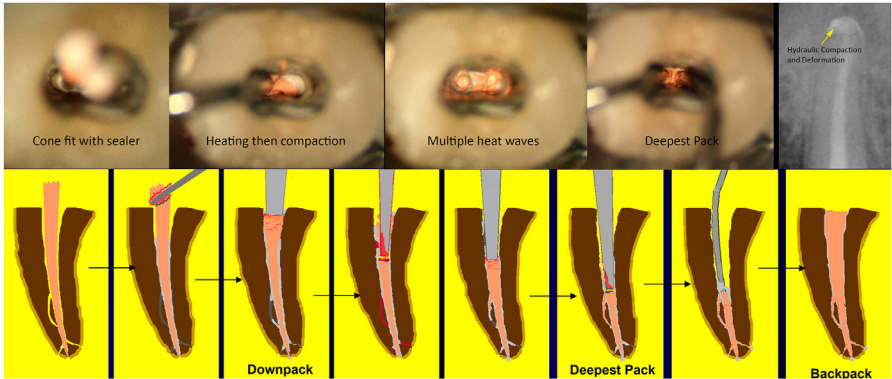 Hydraulic Compaction
and Deformation
Cone fit with sealer
Heating then compaction
Multiple heat waves
Deepest Pack
Downpack
Deepest Pack
Backpack